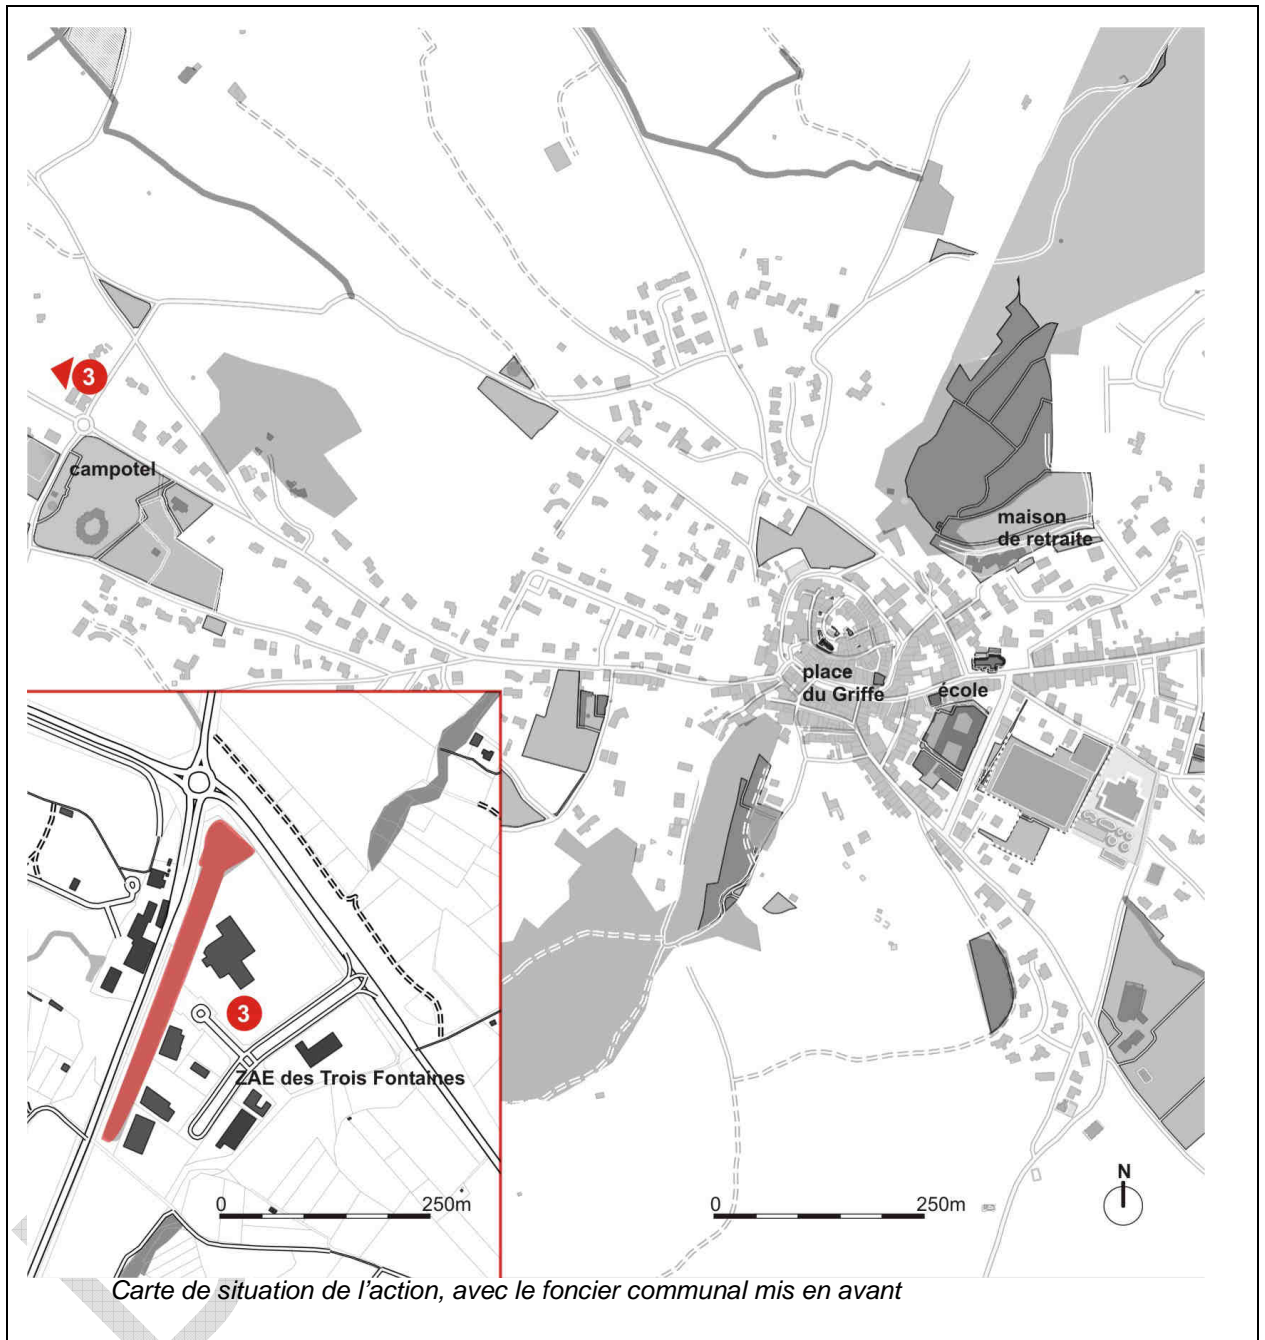 3
campotel
maison
de retraite
place
du Griffe
école
3
ZAE des Trois Fontaines
0 250m
0 250m
N
Carte de situation de l'action, avec le foncier communal mis en avant